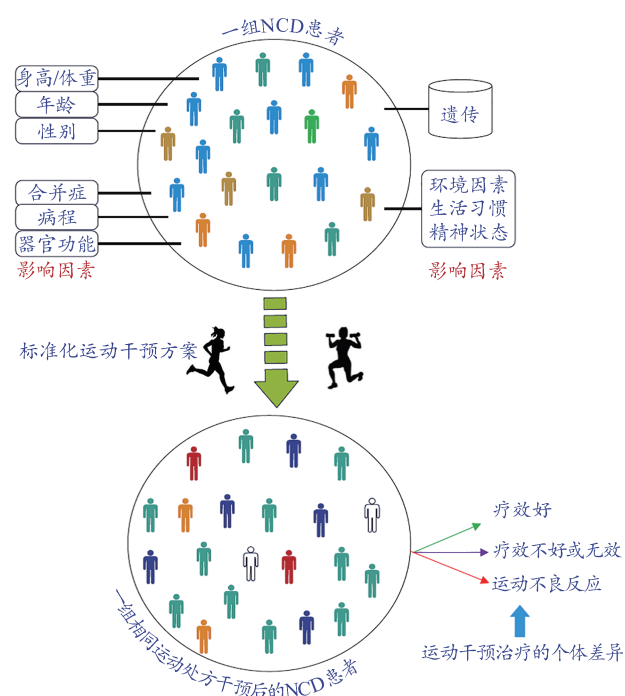 一组NCD患者
身高/体重
年龄
性别
遗传
合并症
病程
器官功能
影响因素
环境因素
生活习惯
精神状态
影响因素
标准化运动干预方案
疗效好
疗效不好或无效
运动不良反应
运动干预治疗的个体差异
一组相同运动处方干预后的NCD患者